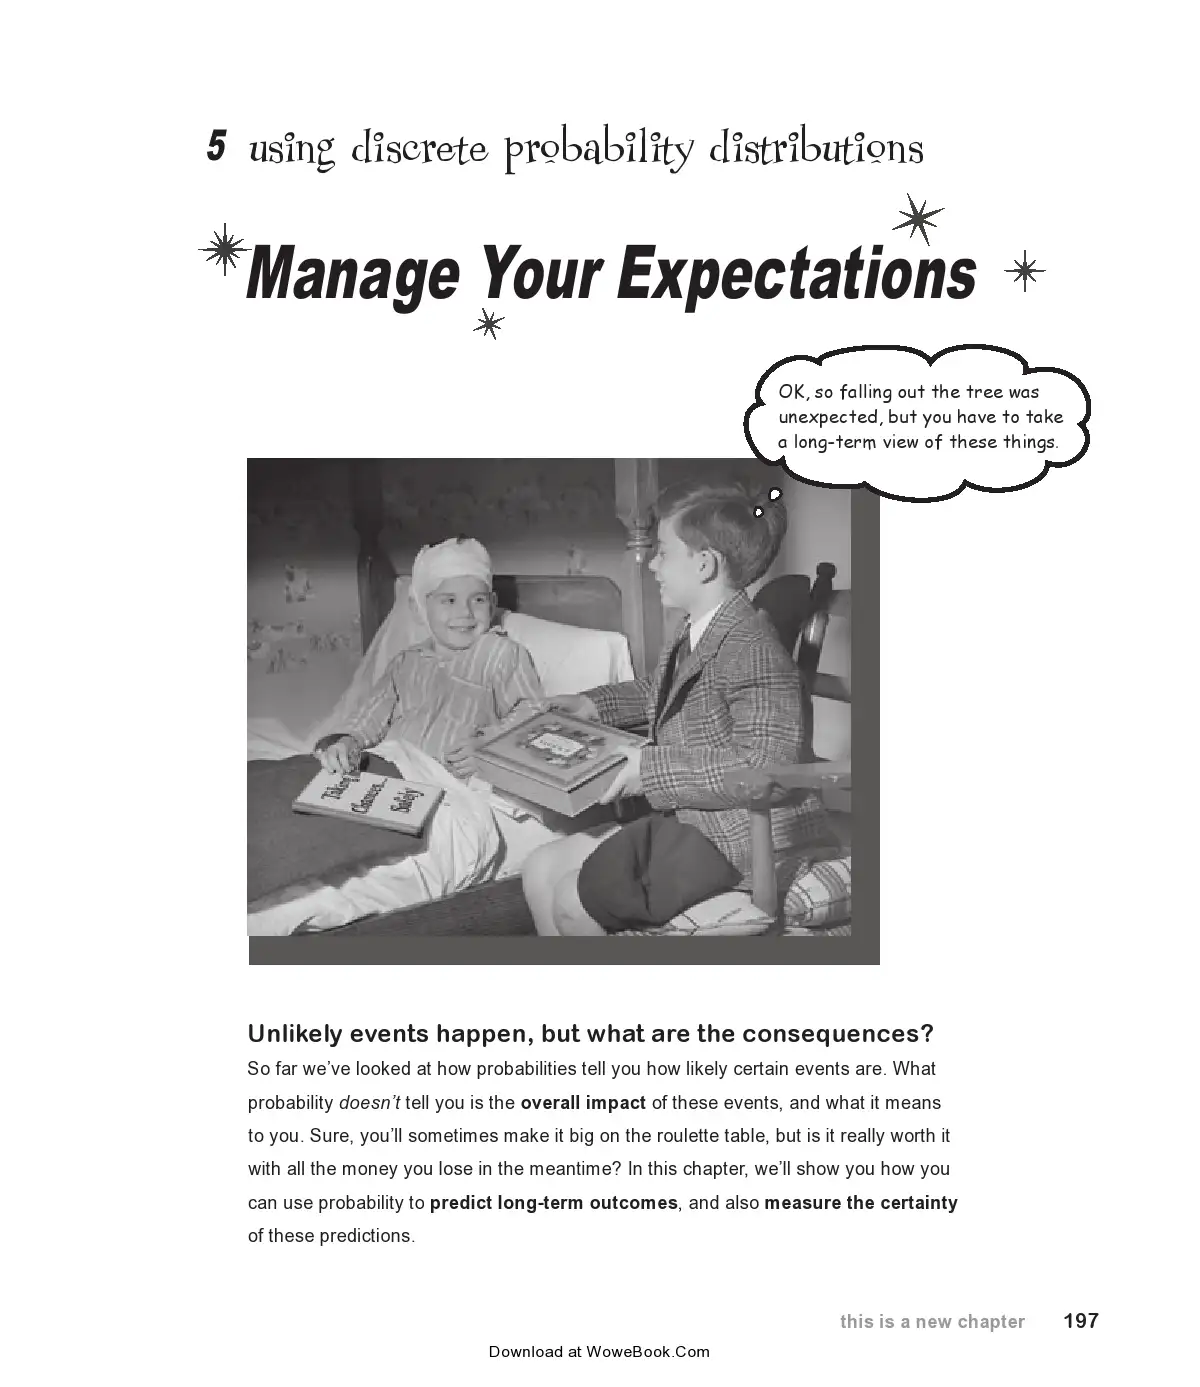 5 using discrete probability distributions
Manage Your Expectations
OK, so falling out the tree was
unexpected, but you have to take
a long-term view of these things.
Taking
Chances...
Safely
Unlikely events happen, but what are the consequences?
So far we’ve looked at how probabilities tell you how likely certain events are. What
probability doesn’t tell you is the overall impact of these events, and what it means
to you. Sure, you’ll sometimes make it big on the roulette table, but is it really worth it
with all the money you lose in the meantime? In this chapter, we’ll show you how you
can use probability to predict long-term outcomes, and also measure the certainty
of these predictions.
this is a new chapter 197
Download at WoweBook.Com